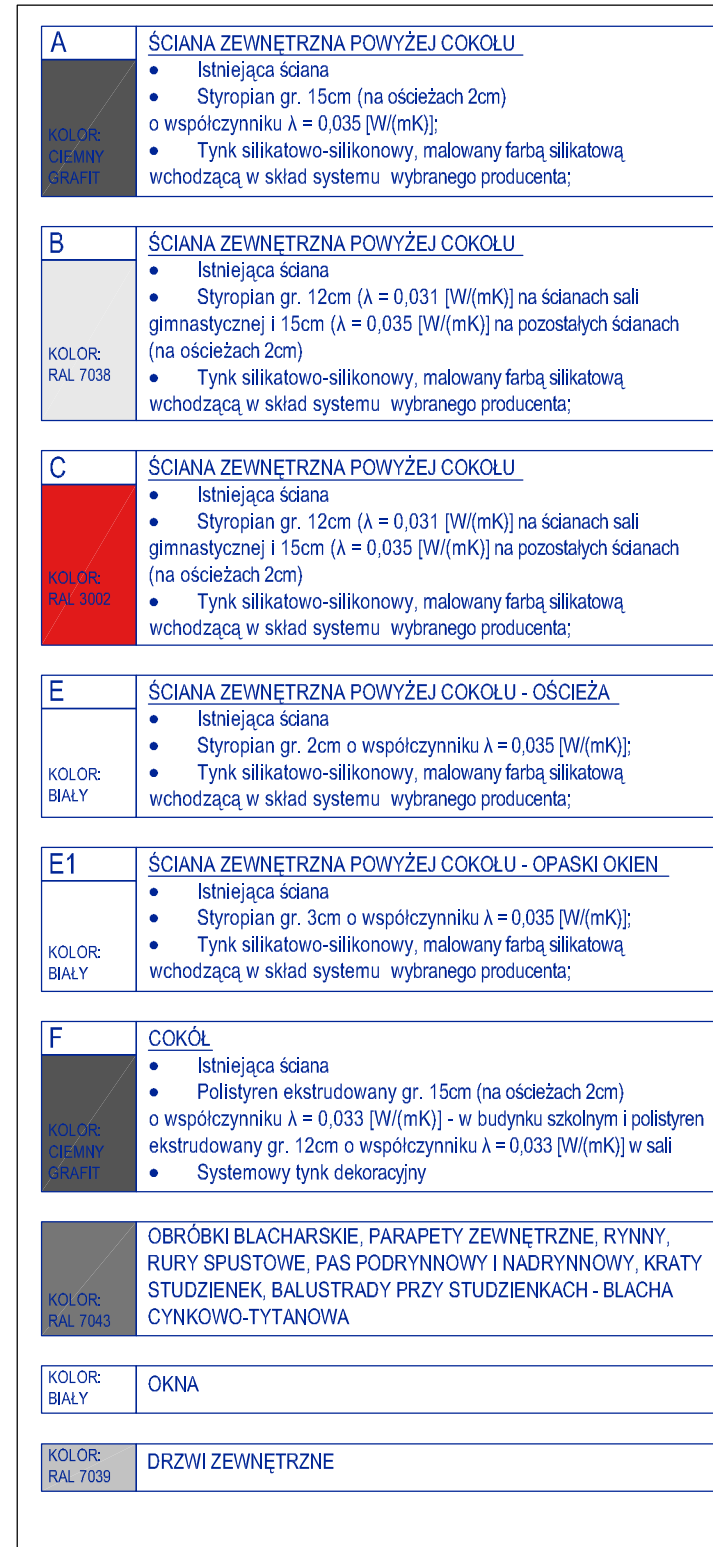 A
ŚCIANA ZEWNĘTRZNA POWYŻEJ COKOŁU
• Istniejąca ściana
• Styropian gr. 15cm (na ościeżach 2cm)
o współczynniku λ = 0,035 [W/(mK)];
• Tynk silikatowo-silikonowy, malowany farbą silikatową
wchodzącą w skład systemu wybranego producenta;
KOLOR:
CIEMNY
GRAFIT
B
ŚCIANA ZEWNĘTRZNA POWYŻEJ COKOŁU
• Istniejąca ściana
• Styropian gr. 12cm (λ = 0,031 [W/(mK)] na ścianach sali
gimnastycznej i 15cm (λ = 0,035 [W/(mK)] na pozostałych ścianach
(na ościeżach 2cm)
• Tynk silikatowo-silikonowy, malowany farbą silikatową
wchodzącą w skład systemu wybranego producenta;
KOLOR:
RAL 7038
C
ŚCIANA ZEWNĘTRZNA POWYŻEJ COKOŁU
• Istniejąca ściana
• Styropian gr. 12cm (λ = 0,031 [W/(mK)] na ścianach sali
gimnastycznej i 15cm (λ = 0,035 [W/(mK)] na pozostałych ścianach
(na ościeżach 2cm)
• Tynk silikatowo-silikonowy, malowany farbą silikatową
wchodzącą w skład systemu wybranego producenta;
KOLOR:
RAL 3002
E
ŚCIANA ZEWNĘTRZNA POWYŻEJ COKOŁU - OŚCIEŻA
• Istniejąca ściana
• Styropian gr. 2cm o współczynniku λ = 0,035 [W/(mK)];
• Tynk silikatowo-silikonowy, malowany farbą silikatową
wchodzącą w skład systemu wybranego producenta;
KOLOR:
BIAŁY
E1
ŚCIANA ZEWNĘTRZNA POWYŻEJ COKOŁU - OPASKI OKIEN
• Istniejąca ściana
• Styropian gr. 3cm o współczynniku λ = 0,035 [W/(mK)];
• Tynk silikatowo-silikonowy, malowany farbą silikatową
wchodzącą w skład systemu wybranego producenta;
KOLOR:
BIAŁY
F
COKÓŁ
• Istniejąca ściana
• Polistyren ekstrudowany gr. 15cm (na ościeżach 2cm)
o współczynniku λ = 0,033 [W/(mK)] - w budynku szkolnym i polistyren
ekstrudowany gr. 12cm o współczynniku λ = 0,033 [W/(mK)] w sali
• Systemowy tynk dekoracyjny
KOLOR:
CIEMNY
GRAFIT
OBRÓBKI BLACHARSKIE, PARAPETY ZEWNĘTRZNE, RYNNY,
RURY SPUSTOWE, PAS PODRYNNOWY I NADRYNNOWY, KRATY
STUDZIENEK, BALUSTRADY PRZY STUDZIENKACH - BLACHA
CYNKOWO-TYTANOWA
KOLOR:
RAL 7043
KOLOR:
BIAŁY
OKNA
KOLOR:
RAL 7039
DRZWI ZEWNĘTRZNE